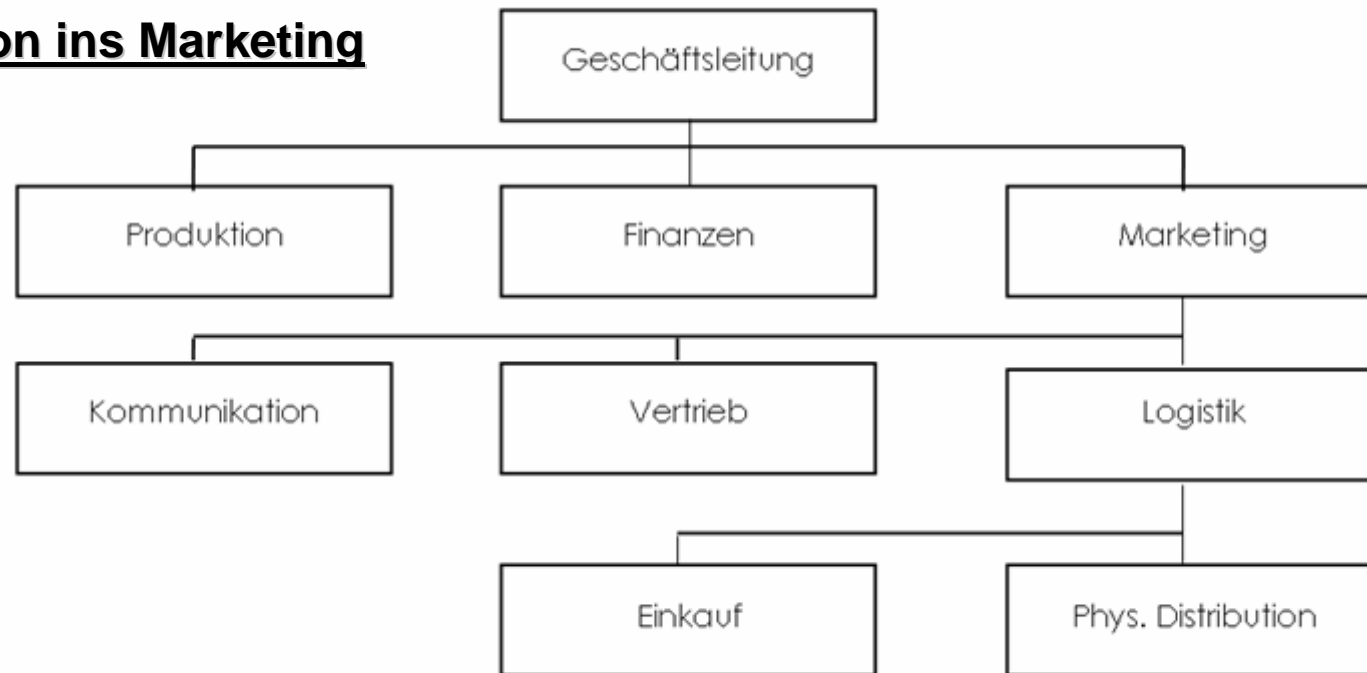 on ins Marketing
Geschäftsleitung
Produktion
Finanzen
Marketing
Kommunikation
Vertrieb
Logistik
Einkauf
Phys. Distribution